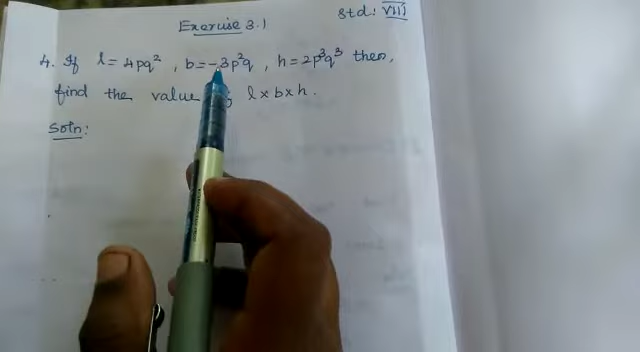 Exercise 3.1
Std: VIII
4. If l = 4pq², b = -3p²q, h = 2p³q³ then,
find the value l × b × h.
Soln: